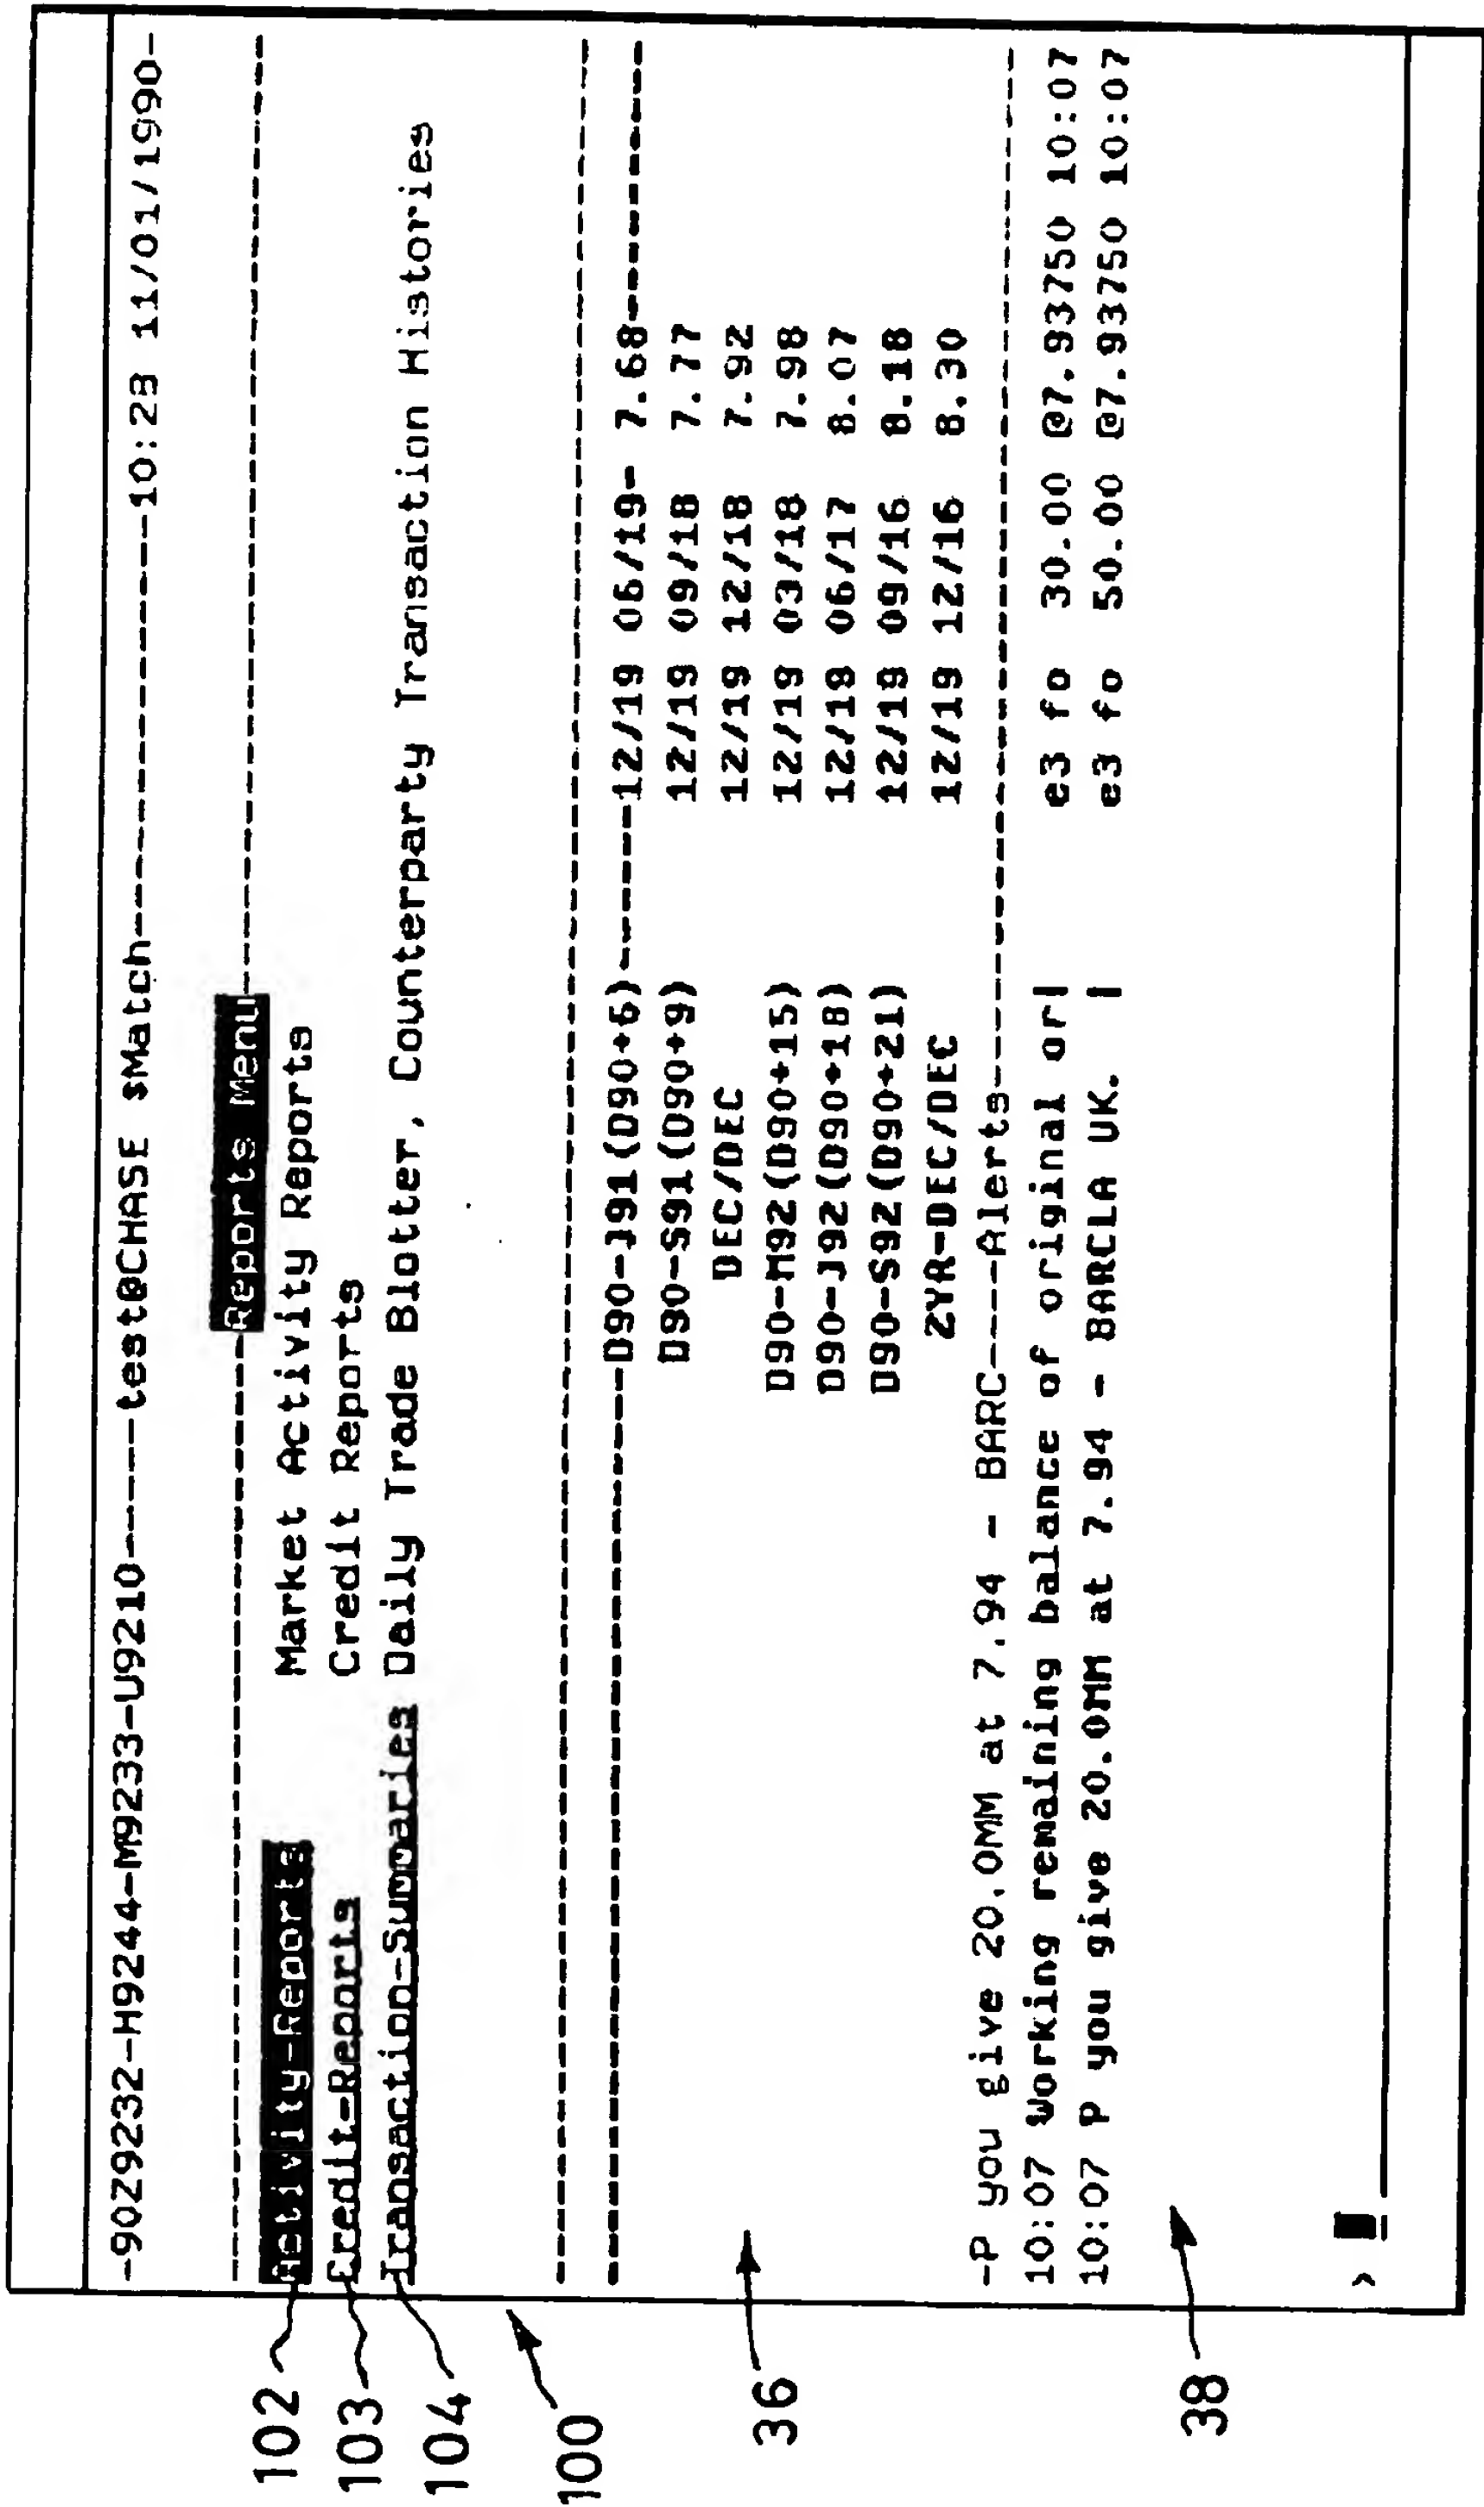 -90Z9232-H9244-M9233-U9210----test@CHASE $Match---------------10:23 11/01/1990-
Reports Menu
102 Activity-Reports Market Activity Reports
103 Credit-Reports Credit Reports
104 Transaction-Summaries Daily Trade Blotter, Counterparty Transaction Histories
100
D90-J91(D90+6)-------12/19 06/19- 7.68-------
D90-S91(D90+9) 12/19 09/18 7.77
36 DEC/DEC 12/19 12/18 7.92
D90-M92(D90+15) 12/19 03/18 7.98
D90-J92(D90+18) 12/19 06/17 8.07
D90-S92(D90+21) 12/19 09/16 8.18
2YR-DEC/DEC 12/19 12/16 8.30
-P you give 20.0MM at 7.94 - BARC----Alerts----
10:07 Working remaining balance of original or| e3 fo 30.00 @7.93750 10:07
10:07 P you give 20.0MM at 7.94 - BARCLA UK. | e3 fo 50.00 @7.93750 10:07
38
>